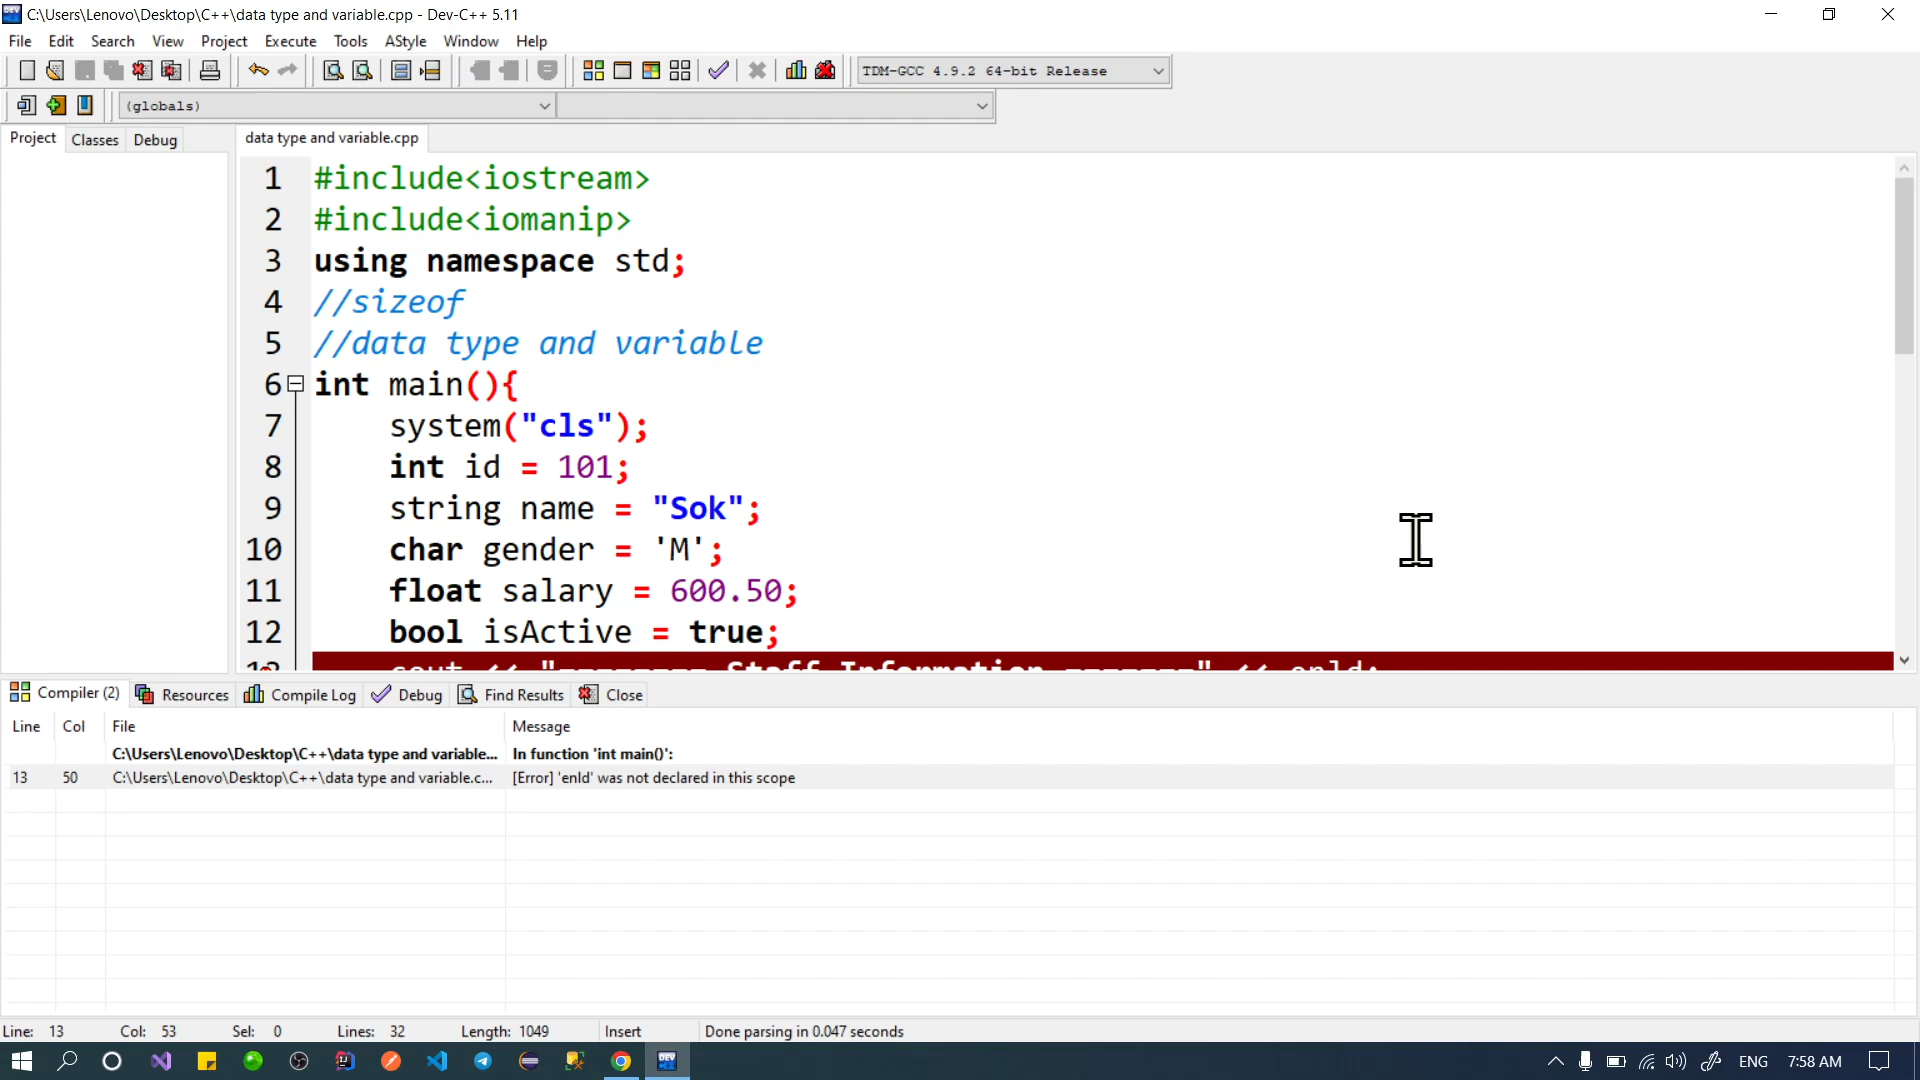 C:\Users\Lenovo\Desktop\C++\data type and variable.cpp - Dev-C++ 5.11
File Edit Search View Project Execute Tools AStyle Window Help
TDM-GCC 4.9.2 64-bit Release
(globals)
Project Classes Debug
data type and variable.cpp
1 #include<iostream>
2 #include<iomanip>
3 using namespace std;
4 //sizeof
5 //data type and variable
6 int main(){
7 system("cls");
8 int id = 101;
9 string name = "Sok";
10 char gender = 'M';
11 float salary = 600.50;
12 bool isActive = true;
cout << "======== Staff Information =======" << enld;
Compiler (2) Resources Compile Log Debug Find Results Close
Line Col File Message
C:\Users\Lenovo\Desktop\C++\data type and variable... In function 'int main()':
13 50 C:\Users\Lenovo\Desktop\C++\data type and variable.c... [Error] 'enld' was not declared in this scope
Line: 13 Col: 53 Sel: 0 Lines: 32 Length: 1049 Insert Done parsing in 0.047 seconds
DEV ENG 7:58 AM